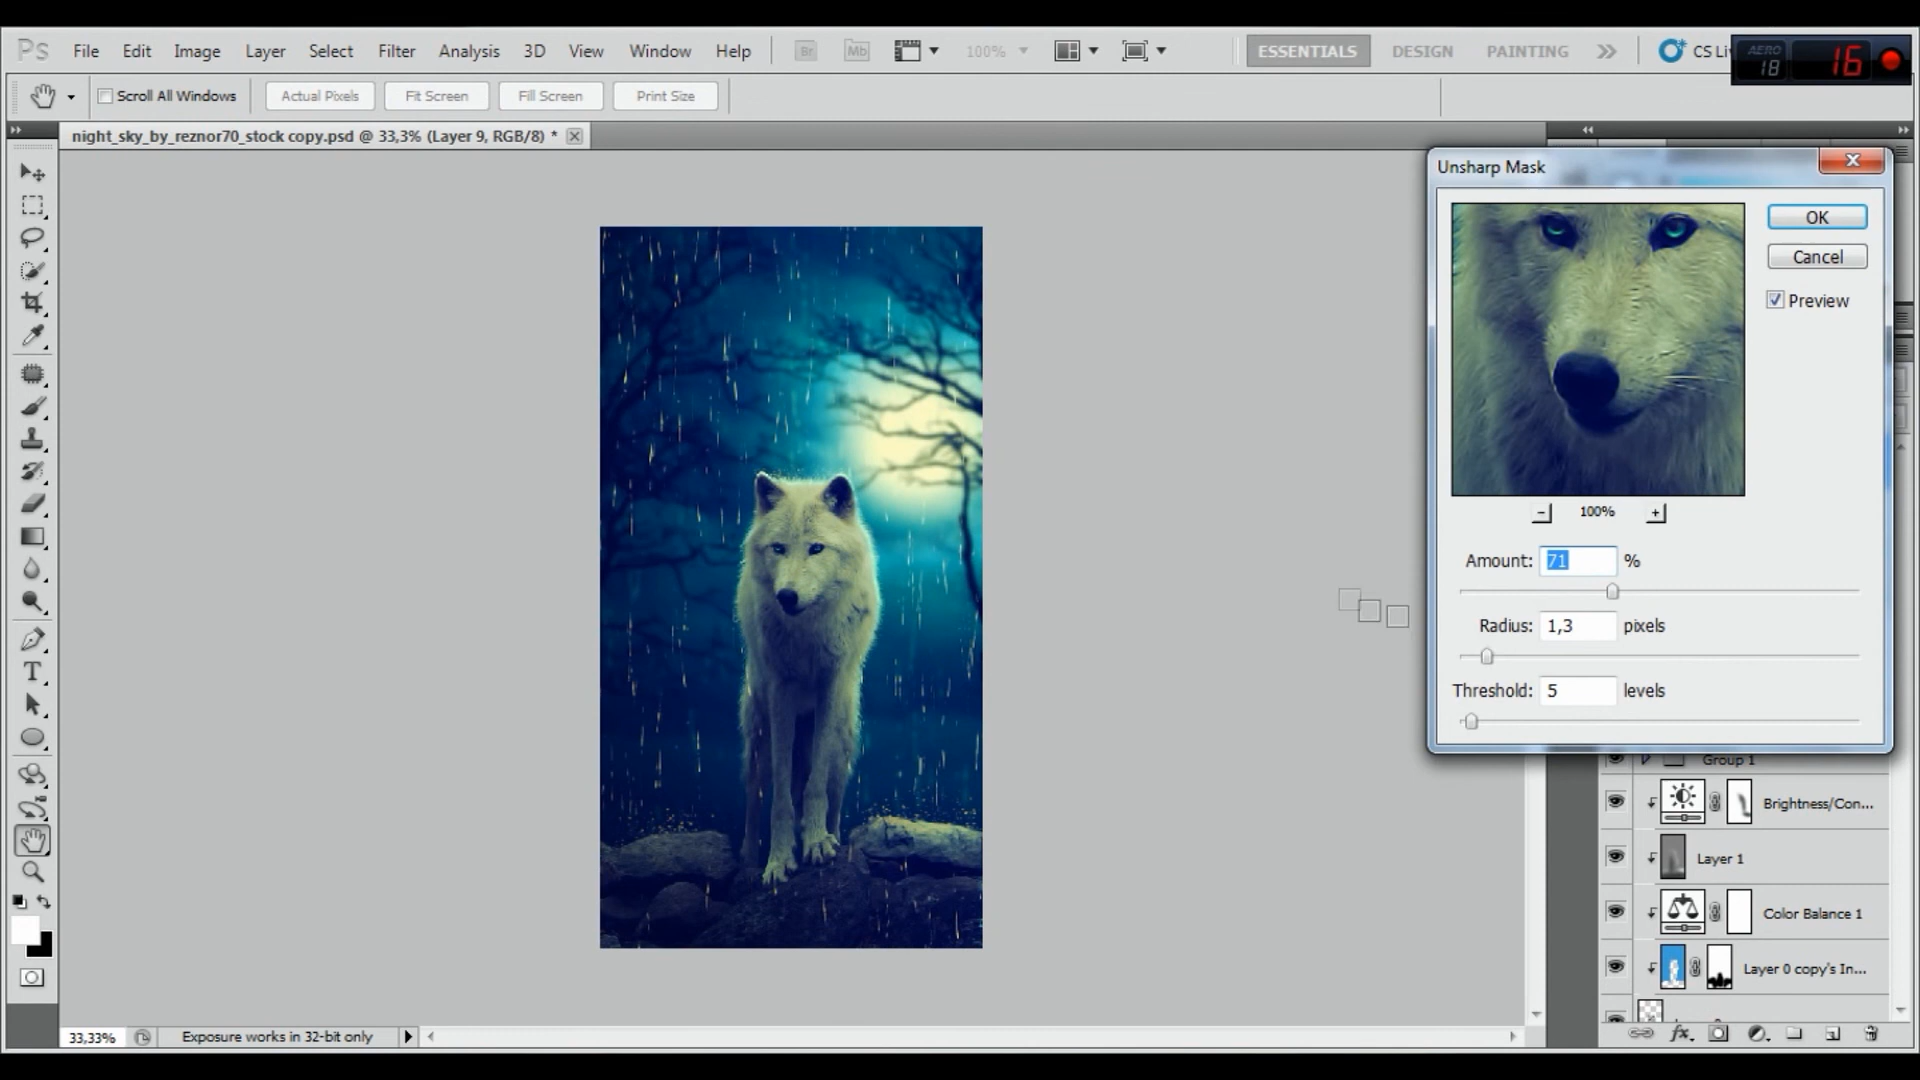 Ps File Edit Image Layer Select Filter Analysis 3D View Window Help Br Mb 100% ESSENTIALS DESIGN PAINTING CS Li
AERO
18 16
Scroll All Windows Actual Pixels Fit Screen Fill Screen Print Size
night_sky_by_reznor70_stock copy.psd @ 33,3% (Layer 9, RGB/8) *
Unsharp Mask
OK
Cancel
Preview
100%
Amount: 71 %
Radius: 1,3 pixels
Threshold: 5 levels
Group 1
Brightness/Con...
Layer 1
Color Balance 1
Layer 0 copy's In...
33,33% Exposure works in 32-bit only
fx